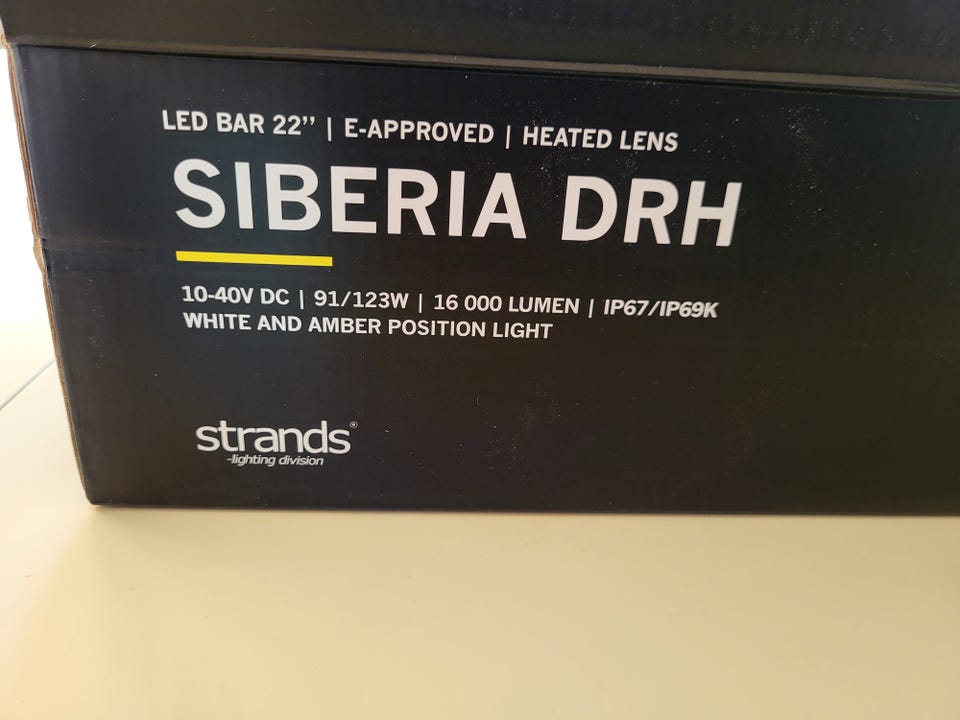 LED BAR 22'' | E-APPROVED | HEATED LENS
SIBERIA DRH
10-40V DC | 91/123W | 16 000 LUMEN | IP67/IP69K
WHITE AND AMBER POSITION LIGHT
strands®
-lighting division